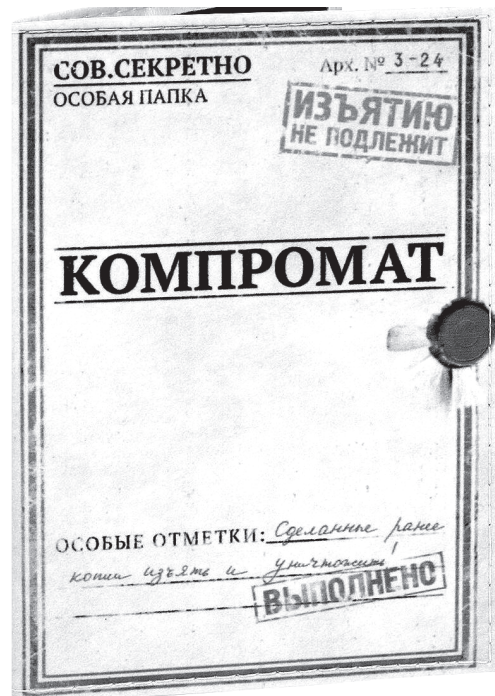 СОВ.СЕКРЕТНО
Арх. № 3-24
ОСОБАЯ ПАПКА
ИЗЪЯТИЮ
НЕ ПОДЛЕЖИТ
КОМПРОМАТ
ОСОБЫЕ ОТМЕТКИ: Сделанные ранее
копии изъять и уничтожить!
ВЫПОЛНЕНО